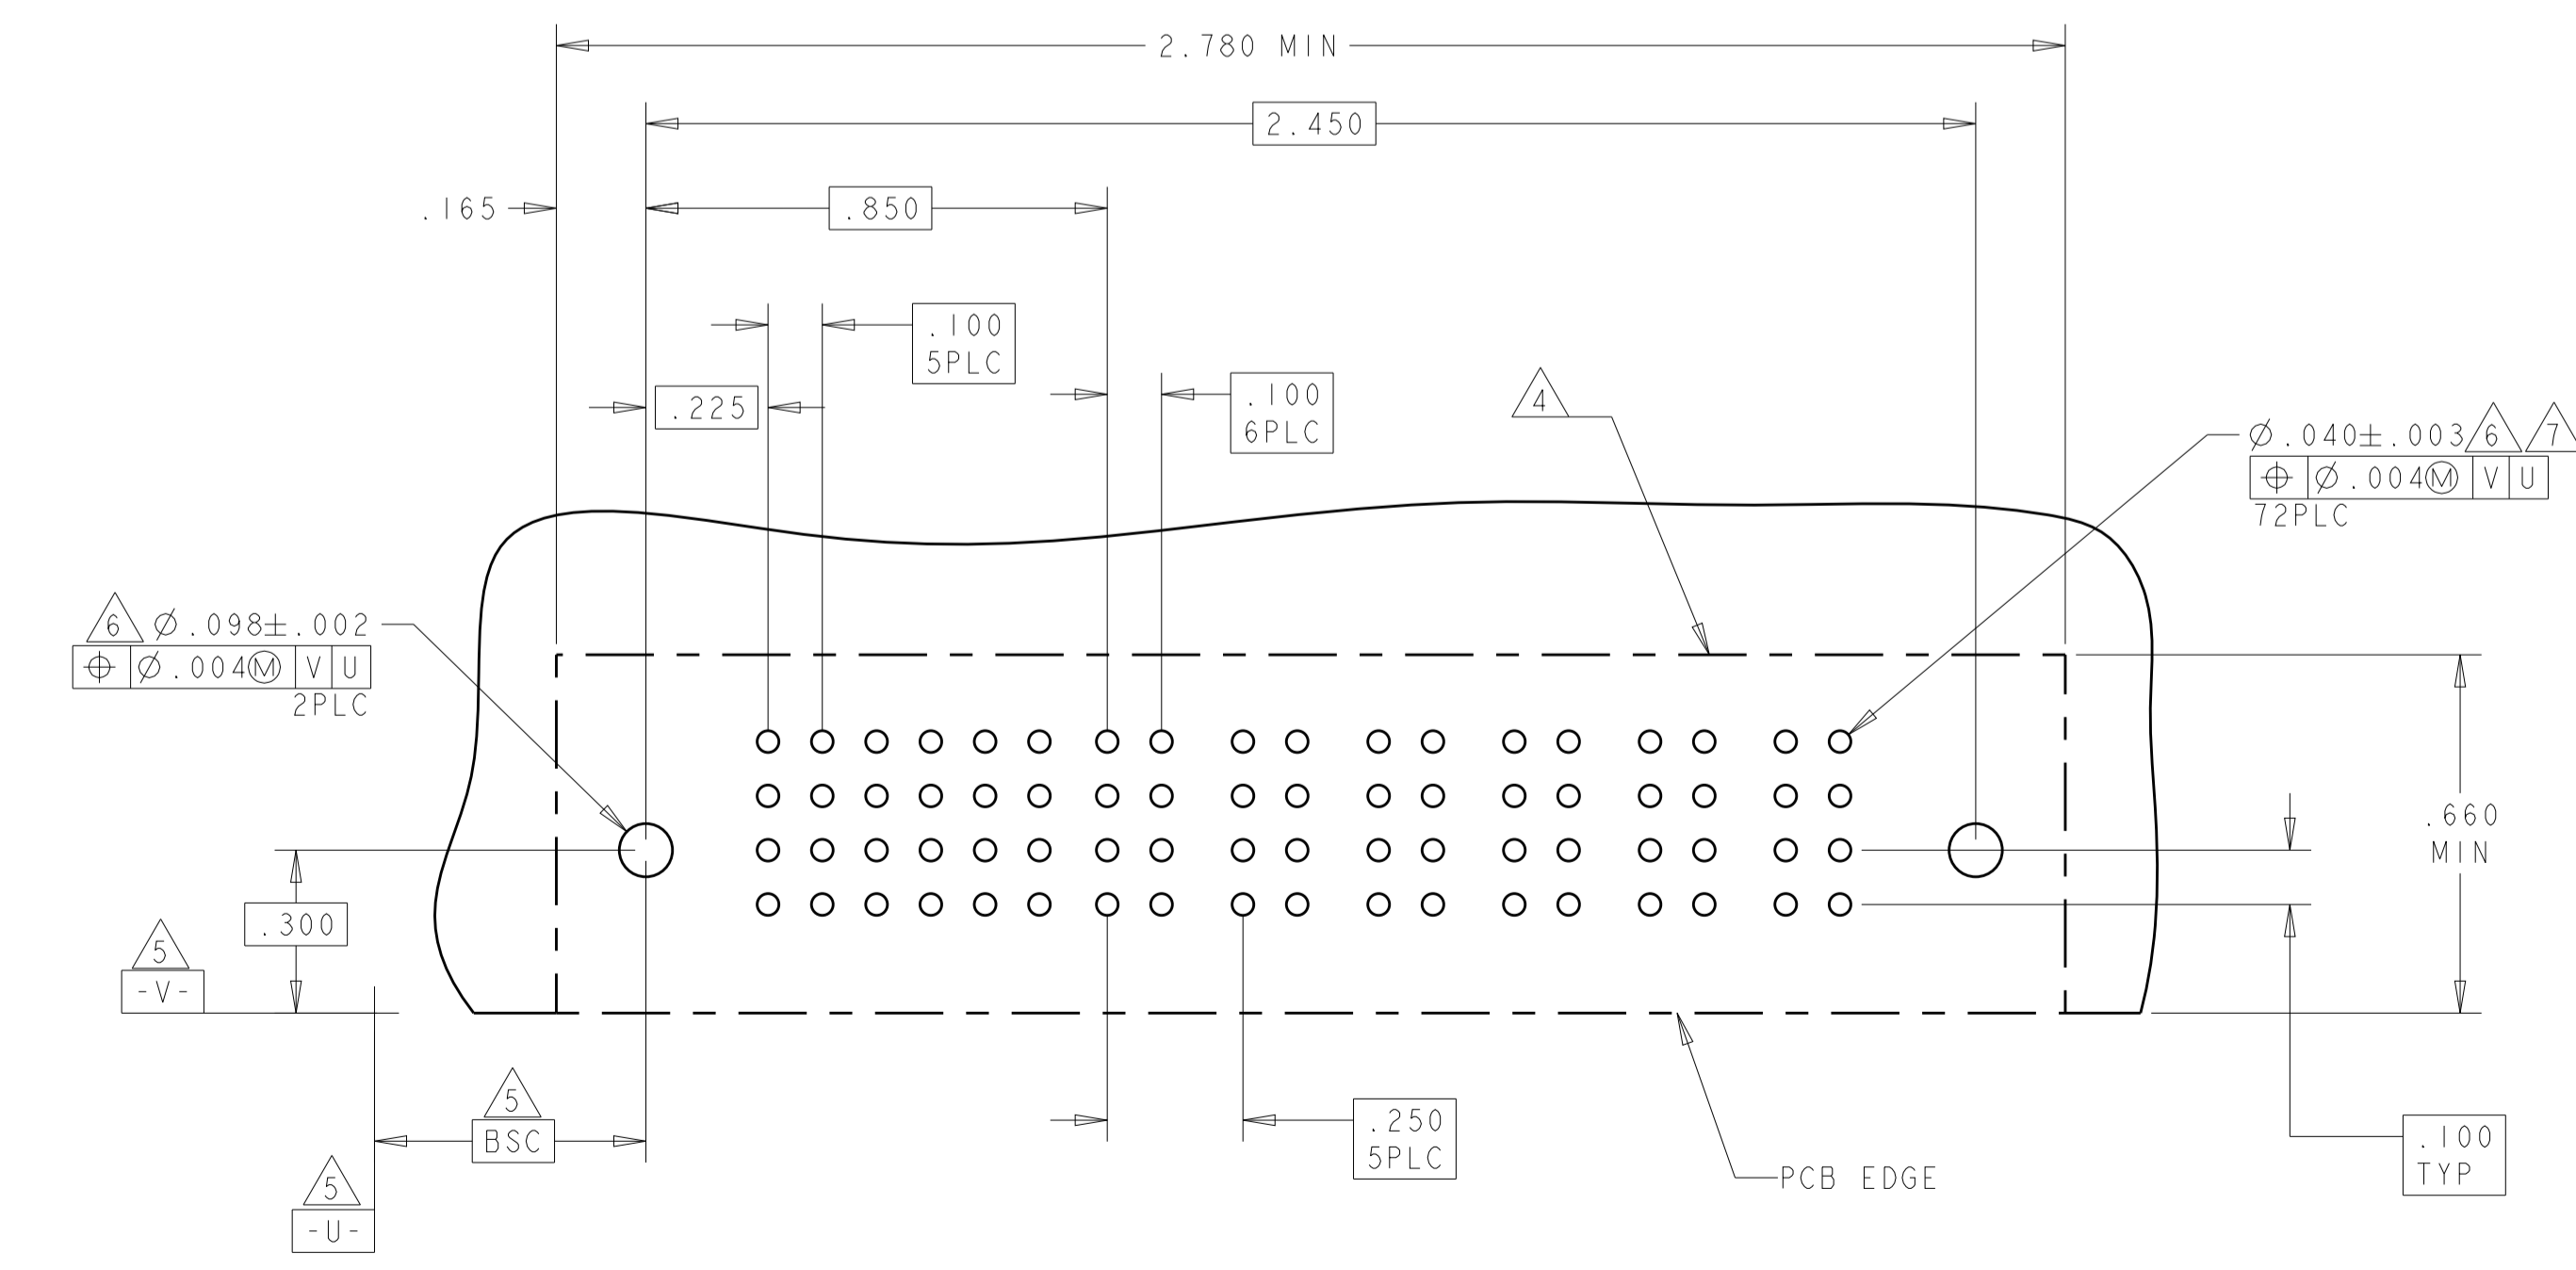 2.780 MIN
2.450
.165
.850
.100
5PLC
.225
.100
6PLC
4
Ø.040±.003 6 7
⌖ Ø.004Ⓜ V U
72PLC
6 Ø.098±.002
⌖ Ø.004Ⓜ V U
2PLC
.660
MIN
.300
5
-V-
5
BSC
.250
5PLC
.100
TYP
PCB EDGE
5
-U-